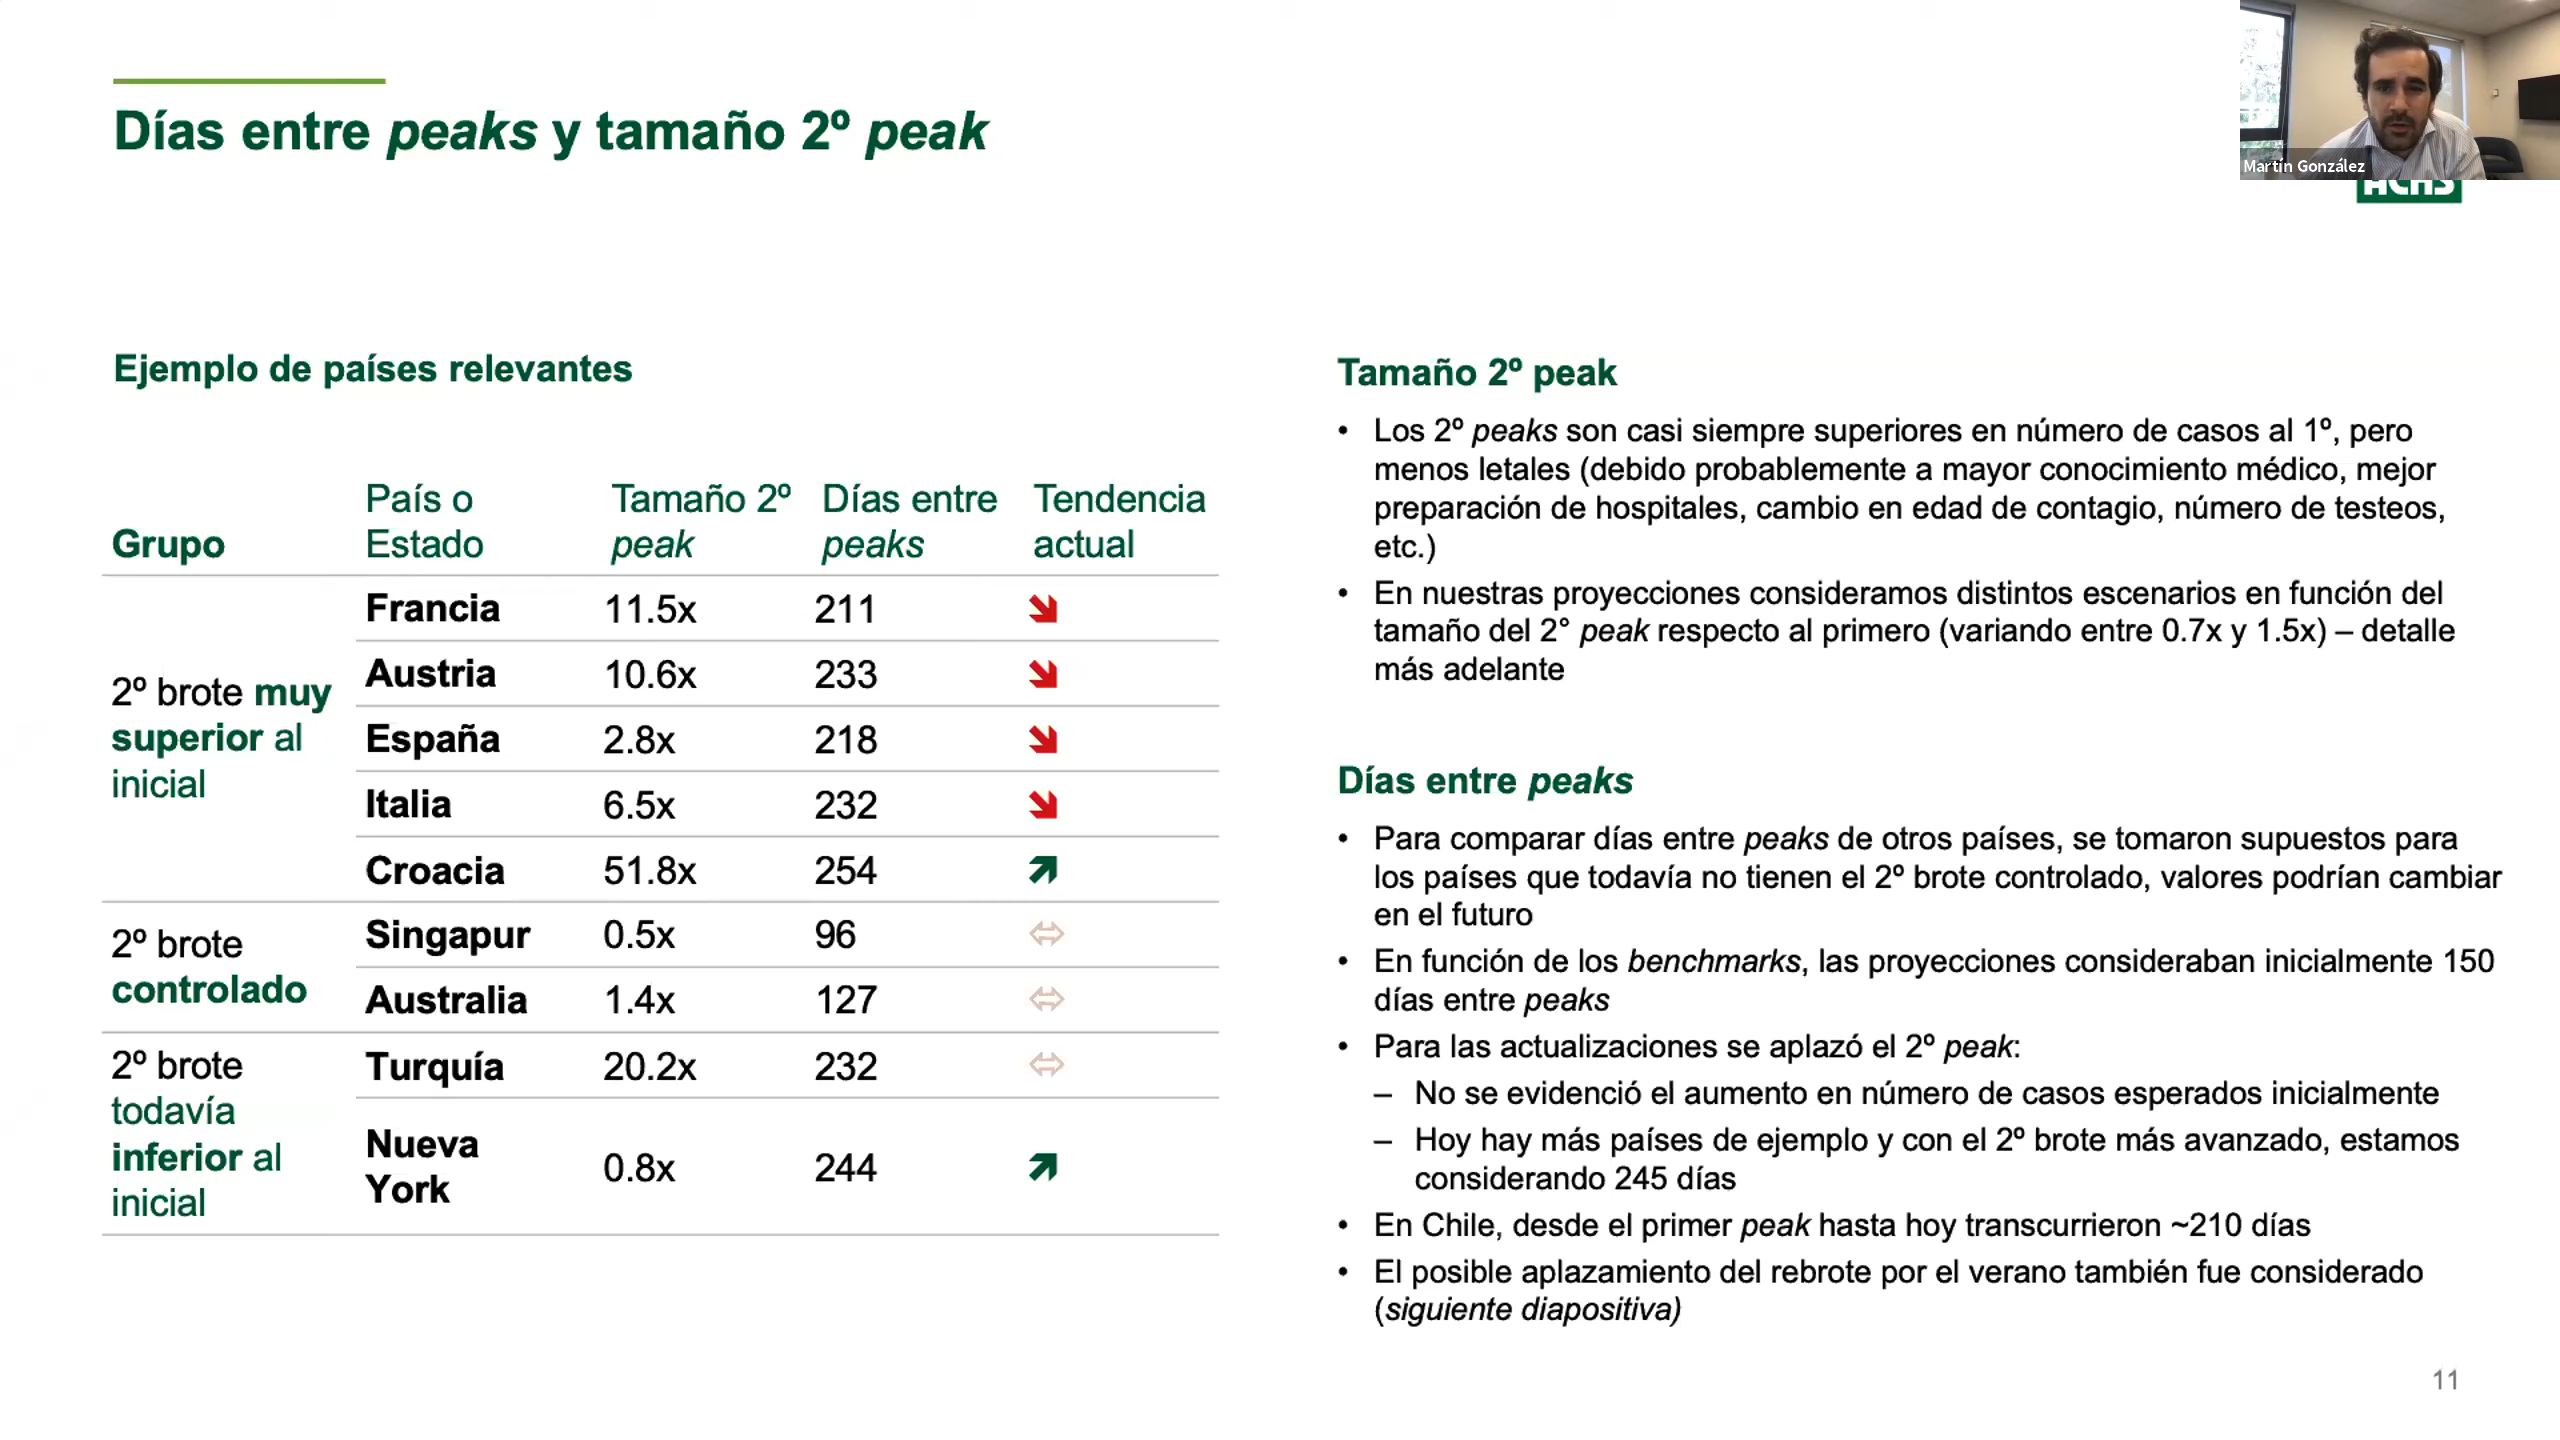 Días entre peaks y tamaño 2º peak
Martín González
ACHS
Ejemplo de países relevantes
Grupo
País o
Estado
Tamaño 2º
peak
Días entre
peaks
Tendencia
actual
2º brote muy
superior al
inicial
Francia 11.5x 211
Austria 10.6x 233
España 2.8x 218
Italia 6.5x 232
Croacia 51.8x 254
2º brote
controlado
Singapur 0.5x 96
Australia 1.4x 127
2º brote
todavía
inferior al
inicial
Turquía 20.2x 232
Nueva
York
0.8x 244
Tamaño 2º peak
• Los 2º peaks son casi siempre superiores en número de casos al 1º, pero
menos letales (debido probablemente a mayor conocimiento médico, mejor
preparación de hospitales, cambio en edad de contagio, número de testeos,
etc.)
• En nuestras proyecciones consideramos distintos escenarios en función del
tamaño del 2° peak respecto al primero (variando entre 0.7x y 1.5x) – detalle
más adelante
Días entre peaks
• Para comparar días entre peaks de otros países, se tomaron supuestos para
los países que todavía no tienen el 2º brote controlado, valores podrían cambiar
en el futuro
• En función de los benchmarks, las proyecciones consideraban inicialmente 150
días entre peaks
• Para las actualizaciones se aplazó el 2º peak:
– No se evidenció el aumento en número de casos esperados inicialmente
– Hoy hay más países de ejemplo y con el 2º brote más avanzado, estamos
considerando 245 días
• En Chile, desde el primer peak hasta hoy transcurrieron ~210 días
• El posible aplazamiento del rebrote por el verano también fue considerado
(siguiente diapositiva)
11